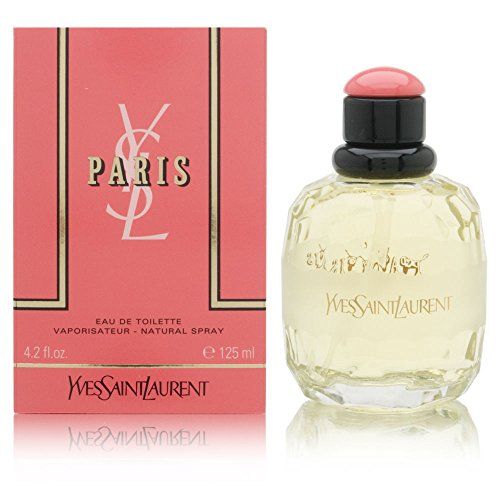 YSL
PARIS
EAU DE TOILETTE
VAPORISATEUR - NATURAL SPRAY
4.2 fl.oz. ℮ 125 ml
YVESSAINTLAURENT
YVESSAINTLAURENT